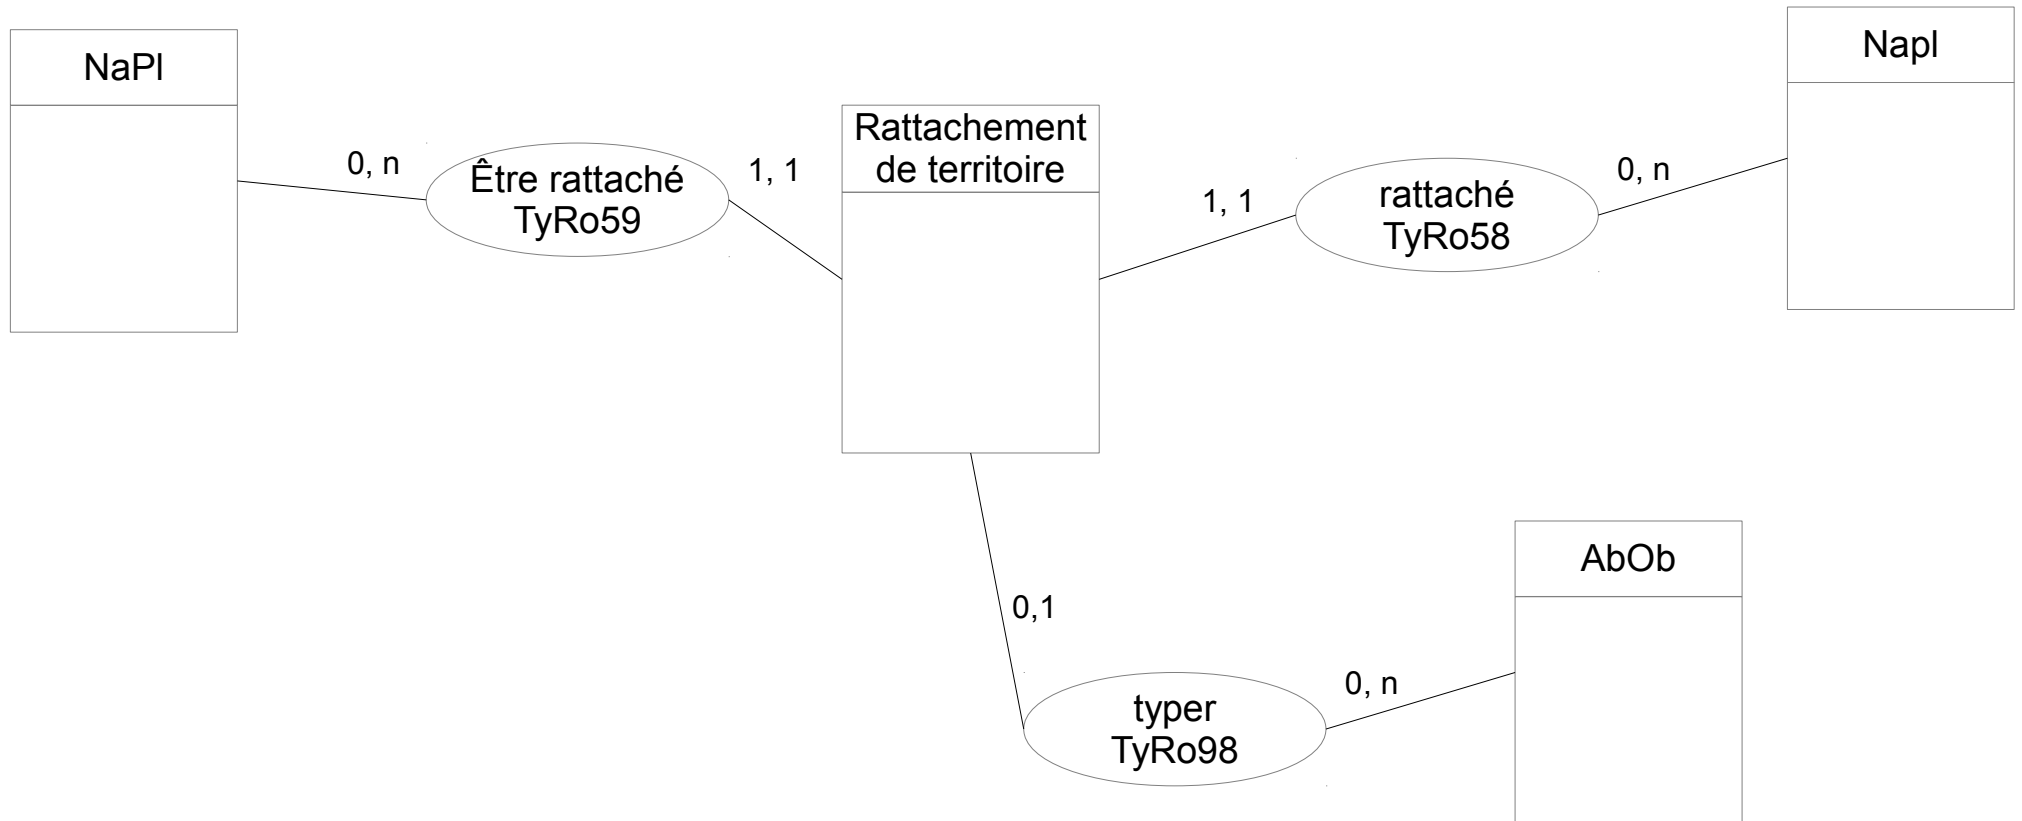 NaPl
Napl
Rattachement
de territoire
0, n
Être rattaché
TyRo59
1, 1
1, 1
rattaché
TyRo58
0, n
AbOb
0,1
0, n
typer
TyRo98